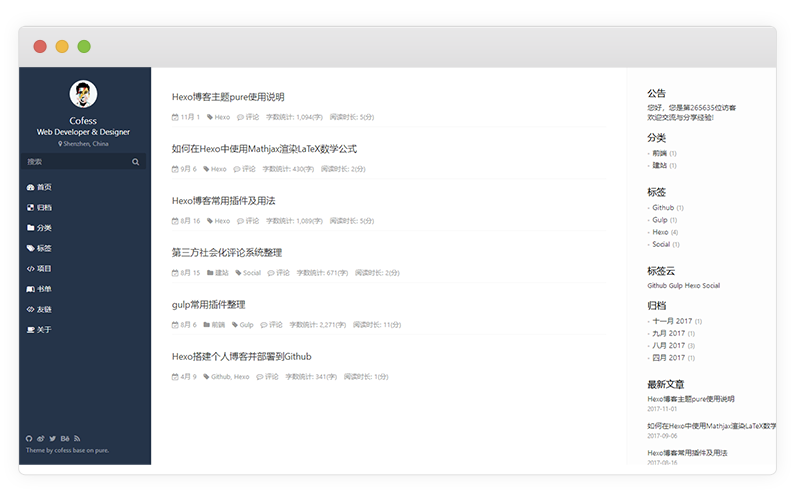 Cofess
Web Developer & Designer
Shenzhen, China
搜索
首页
归档
分类
标签
项目
书单
友链
关于
Theme by cofess base on pure.
Hexo博客主题pure使用说明
11月 1 Hexo 评论 字数统计: 1,094(字) 阅读时长: 5(分)
如何在Hexo中使用Mathjax渲染LaTeX数学公式
9月 6 Hexo 评论 字数统计: 430(字) 阅读时长: 2(分)
Hexo博客常用插件及用法
8月 16 Hexo 评论 字数统计: 1,089(字) 阅读时长: 5(分)
第三方社会化评论系统整理
8月 15 建站 Social 评论 字数统计: 671(字) 阅读时长: 2(分)
gulp常用插件整理
8月 6 前端 Gulp 评论 字数统计: 2,271(字) 阅读时长: 11(分)
Hexo搭建个人博客并部署到Github
4月 9 Github, Hexo 评论 字数统计: 341(字) 阅读时长: 1(分)
公告
您好，您是第265635位访客
欢迎交流与分享经验!
分类
前端 (1)
建站 (1)
标签
Github (1)
Gulp (1)
Hexo (4)
Social (1)
标签云
Github Gulp Hexo Social
归档
十一月 2017 (1)
九月 2017 (1)
八月 2017 (3)
四月 2017 (1)
最新文章
Hexo博客主题pure使用说明
2017-11-01
如何在Hexo中使用Mathjax渲染LaTeX数学
2017-09-06
Hexo博客常用插件及用法
2017-08-16